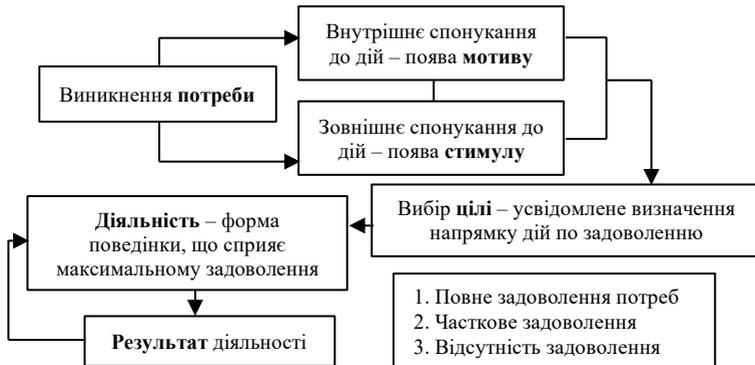 Внутрішнє спонукання
до дій – поява мотиву
Виникнення потреби
Зовнішнє спонукання до
дій – поява стимулу
Вибір цілі – усвідомлене визначення
напрямку дій по задоволенню
Діяльність – форма
поведінки, що сприяє
максимальному задоволення
1. Повне задоволення потреб
2. Часткове задоволення
3. Відсутність задоволення
Результат діяльності